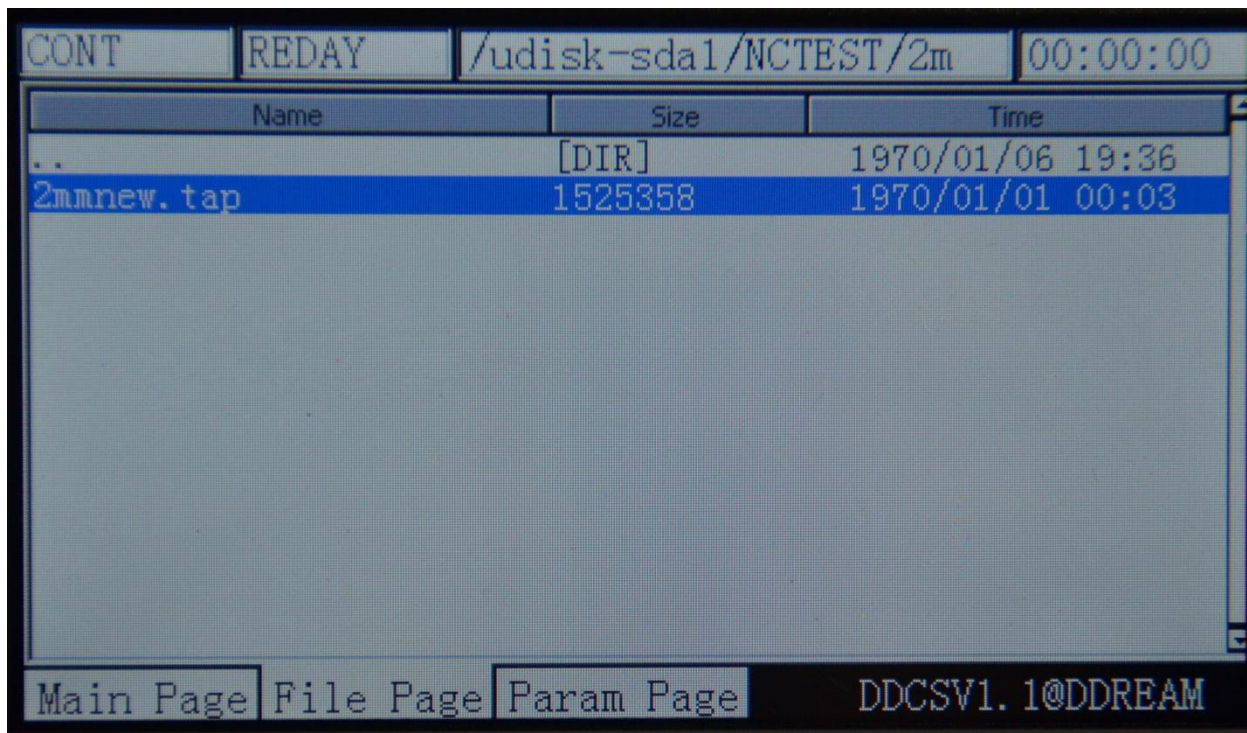 CONT REDAY /udisk-sda1/NCTEST/2m 00:00:00
Name Size Time
.. [DIR] 1970/01/06 19:36
2mmnew.tap 1525358 1970/01/01 00:03
Main Page File Page Param Page DDCSV1.1@DDREAM